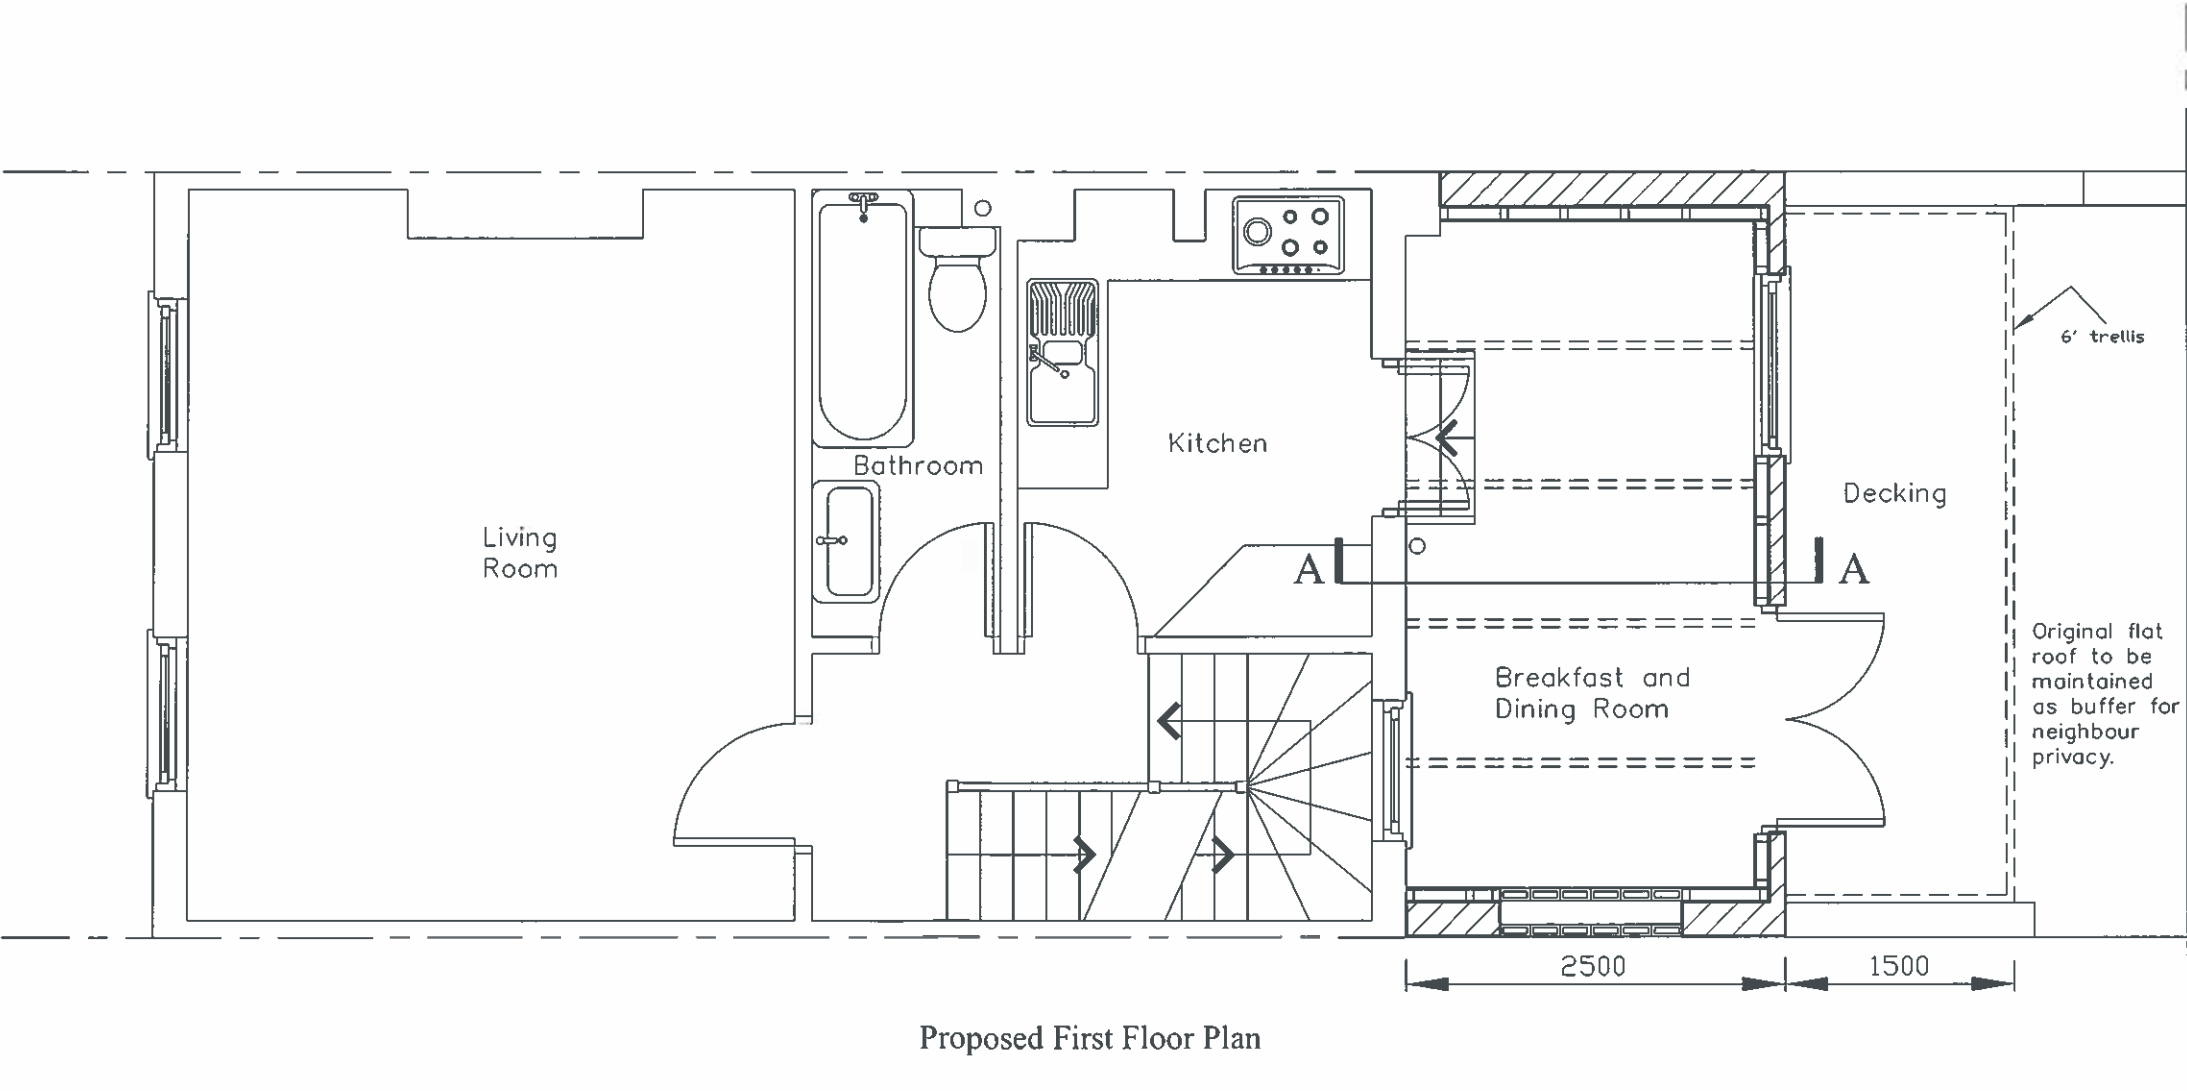 Living
Room
Bathroom
Kitchen
A
A
Breakfast and
Dining Room
Decking
6' trellis
Original flat
roof to be
maintained
as buffer for
neighbour
privacy.
2500
1500
Proposed First Floor Plan